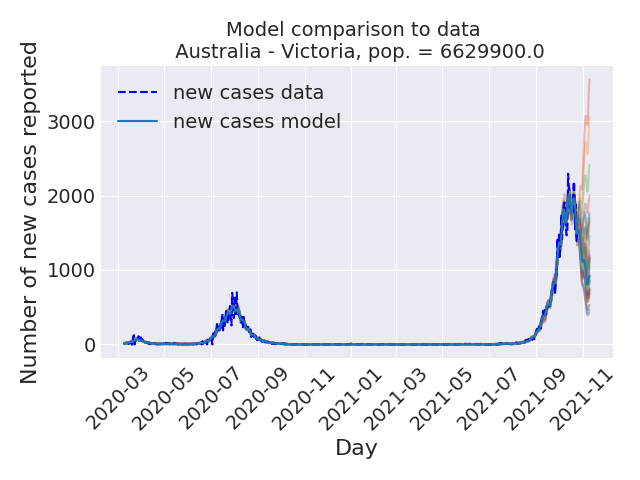 Model comparison to data
Australia - Victoria, pop. = 6629900.0
Number of new cases reported
new cases data
new cases model
3000
2000
1000
0
2020-03
2020-05
2020-07
2020-09
2020-11
2021-01
2021-03
2021-05
2021-07
2021-09
2021-11
Day